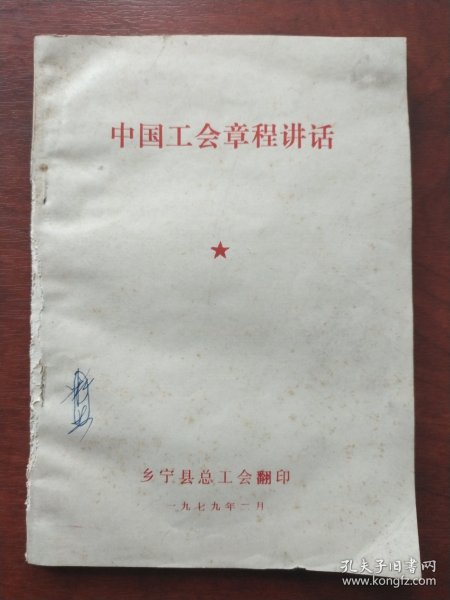 中国工会章程讲话
乡宁县总工会翻印
一九七九年一月
孔夫子旧书网
www.kongfz.com